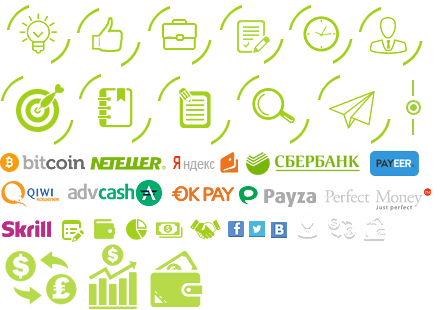 bitcoin NETELLER. Яндекс СБЕРБАНК PAYEER
QIWI advcash OKPAY Payza Perfect Money
Just perfect.
Skrill